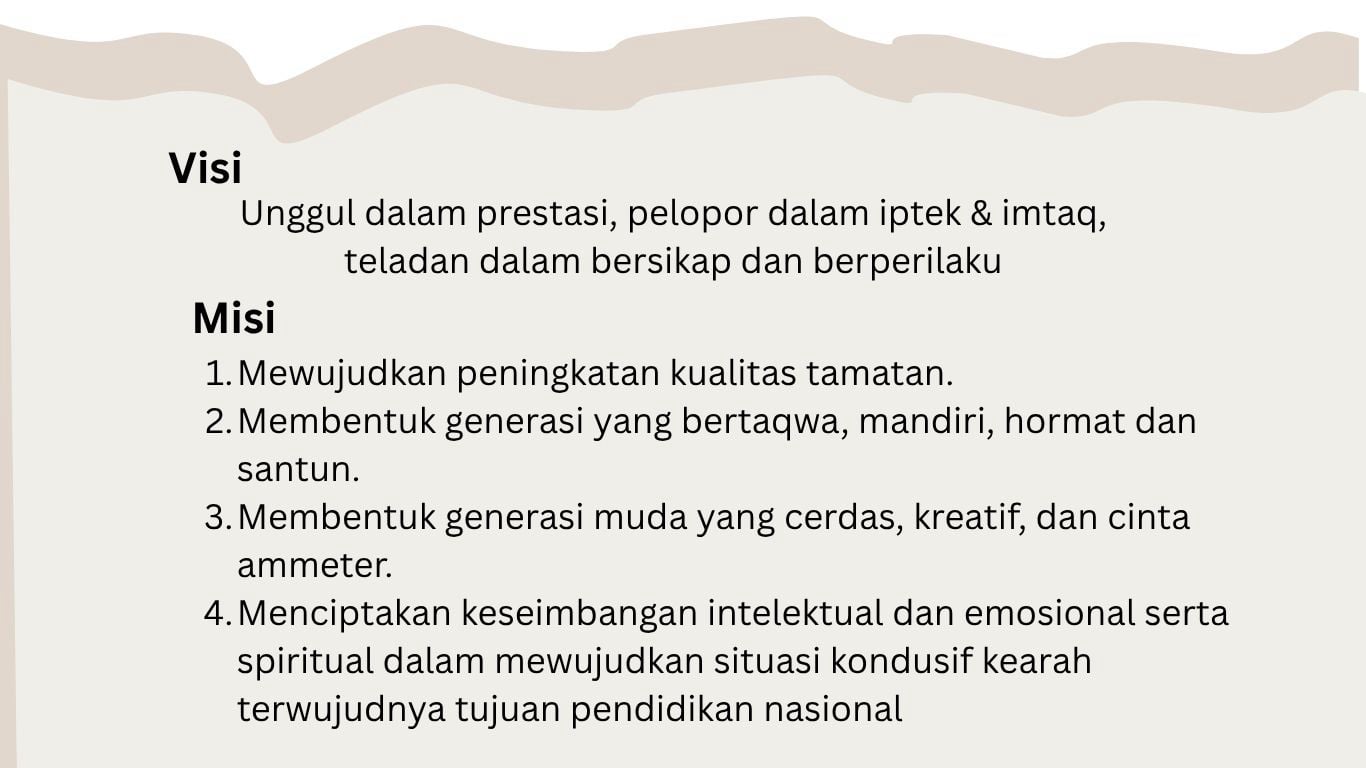 Visi
Unggul dalam prestasi, pelopor dalam iptek & imtaq,
teladan dalam bersikap dan berperilaku
Misi
1. Mewujudkan peningkatan kualitas tamatan.
2. Membentuk generasi yang bertaqwa, mandiri, hormat dan
santun.
3. Membentuk generasi muda yang cerdas, kreatif, dan cinta
ammeter.
4. Menciptakan keseimbangan intelektual dan emosional serta
spiritual dalam mewujudkan situasi kondusif kearah
terwujudnya tujuan pendidikan nasional